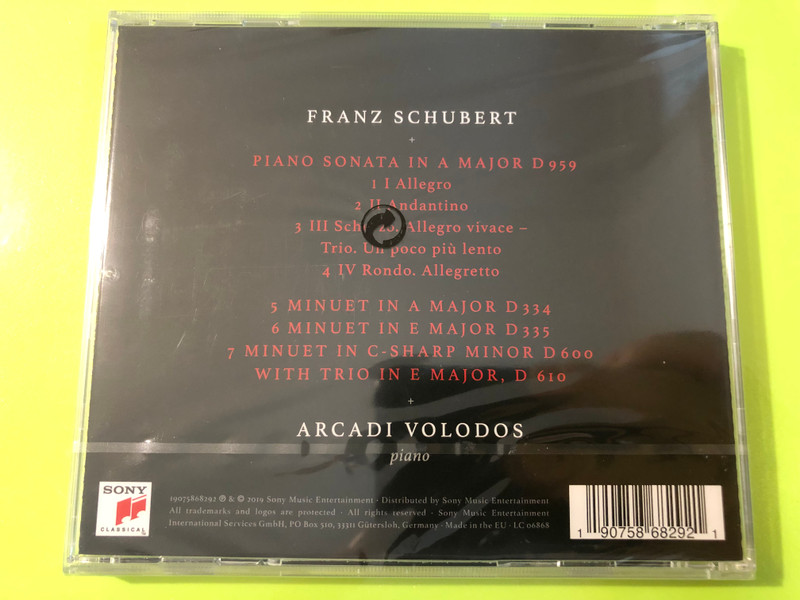 FRANZ SCHUBERT
+
PIANO SONATA IN A MAJOR D 959
1 I Allegro
2 II Andantino
3 III Scherzo. Allegro vivace –
Trio. Un poco più lento
4 IV Rondo. Allegretto
5 MINUET IN A MAJOR D 334
6 MINUET IN E MAJOR D 335
7 MINUET IN C-SHARP MINOR D 600
WITH TRIO IN E MAJOR, D 610
+
ARCADI VOLODOS
piano
SONY
CLASSICAL
19075868292 ℗ & © 2019 Sony Music Entertainment · Distributed by Sony Music Entertainment.
All trademarks and logos are protected · All rights reserved · Sony Music Entertainment
International Services GmbH, PO Box 510, 33311 Gütersloh, Germany · Made in the EU · LC 06868
1 90758 68292 1